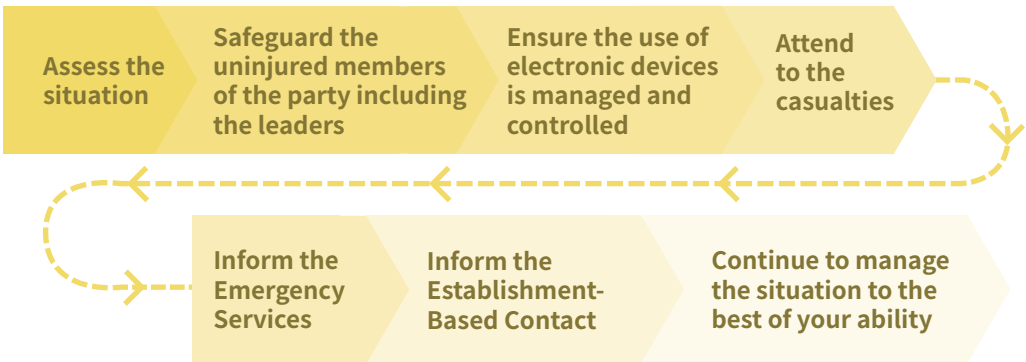 Assess the
situation
Safeguard the
uninjured members
of the party including
the leaders
Ensure the use of
electronic devices
is managed and
controlled
Attend
to the
casualties
Inform the
Emergency
Services
Inform the
Establishment-
Based Contact
Continue to manage
the situation to the
best of your ability